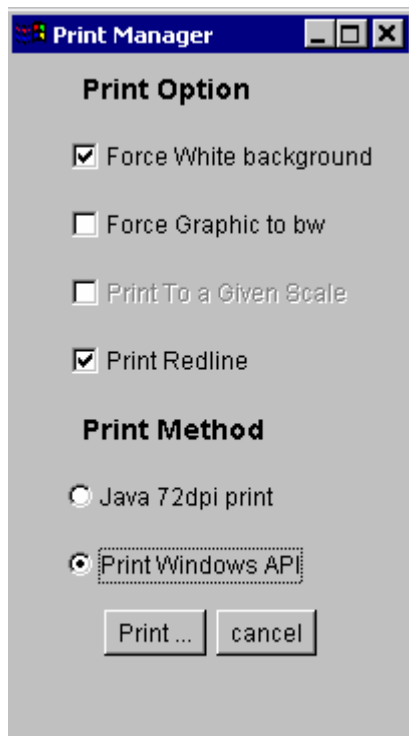 Print Manager
Print Option
Force White background
Force Graphic to bw
Print To a Given Scale
Print Redline
Print Method
Java 72dpi print
Print Windows API
Print ... cancel